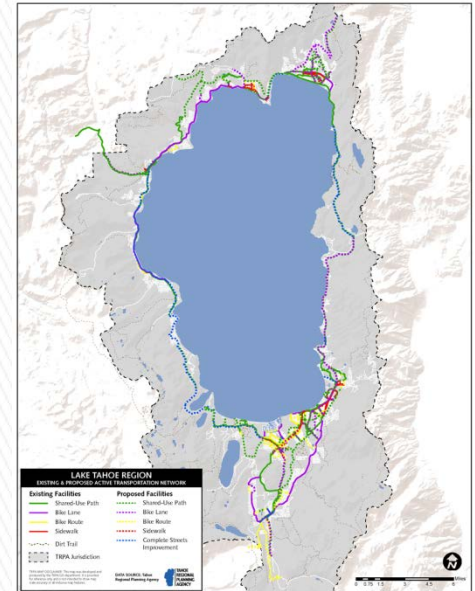 LAKE TAHOE REGION
EXISTING & PROPOSED ACTIVE TRANSPORTATION NETWORK
Existing Facilities
Shared-Use Path
Bike Lane
Bike Route
Sidewalk
Dirt Trail
TRPA Jurisdiction
Proposed Facilities
Shared-Use Path
Bike Lane
Bike Route
Sidewalk
Complete Streets
Improvement
DATA SOURCE: Tahoe
Regional Planning Agency
TAHOE
REGIONAL
PLANNING
AGENCY
Miles